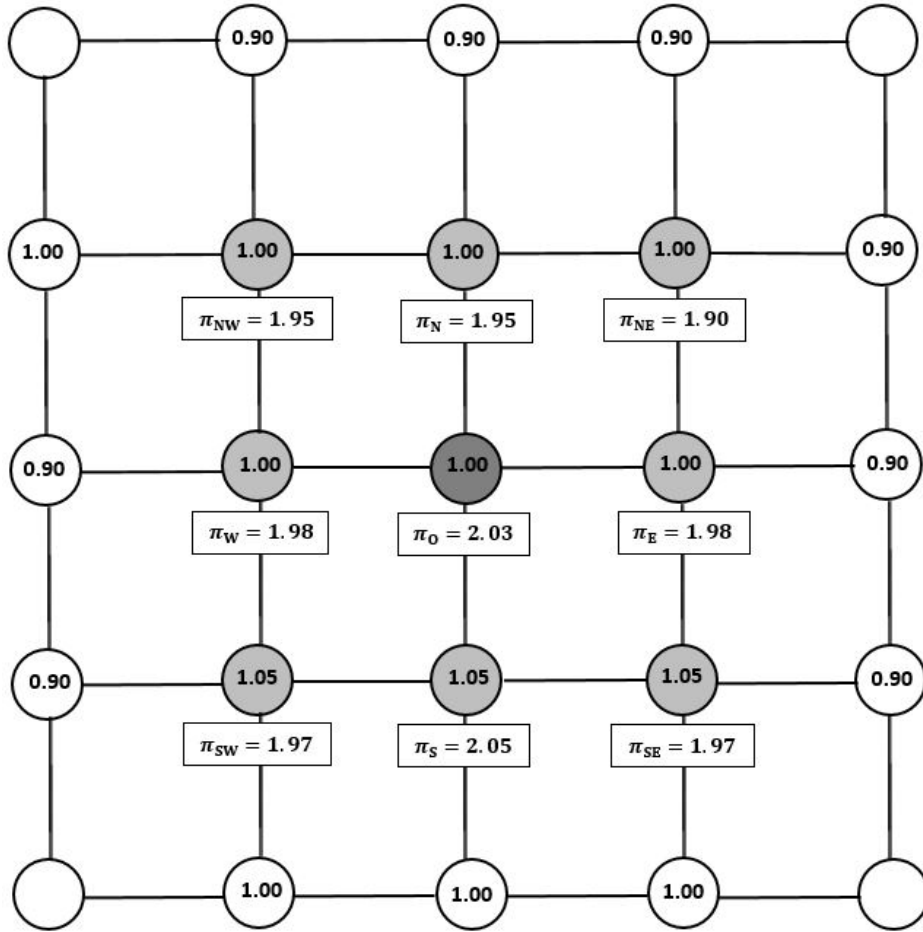 0.90 0.90 0.90
1.00 1.00 1.00 1.00 0.90
π_NW = 1.95 π_N = 1.95 π_NE = 1.90
0.90 1.00 1.00 1.00 0.90
π_W = 1.98 π_O = 2.03 π_E = 1.98
0.90 1.05 1.05 1.05 0.90
π_SW = 1.97 π_S = 2.05 π_SE = 1.97
1.00 1.00 1.00